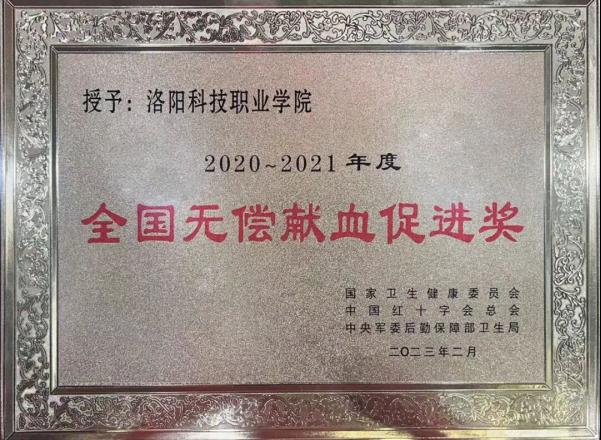 授予：洛阳科技职业学院
2020~2021年度
全国无偿献血促进奖
国家卫生健康委员会
中国红十字会总会
中央军委后勤保障部卫生局
二〇二三年二月